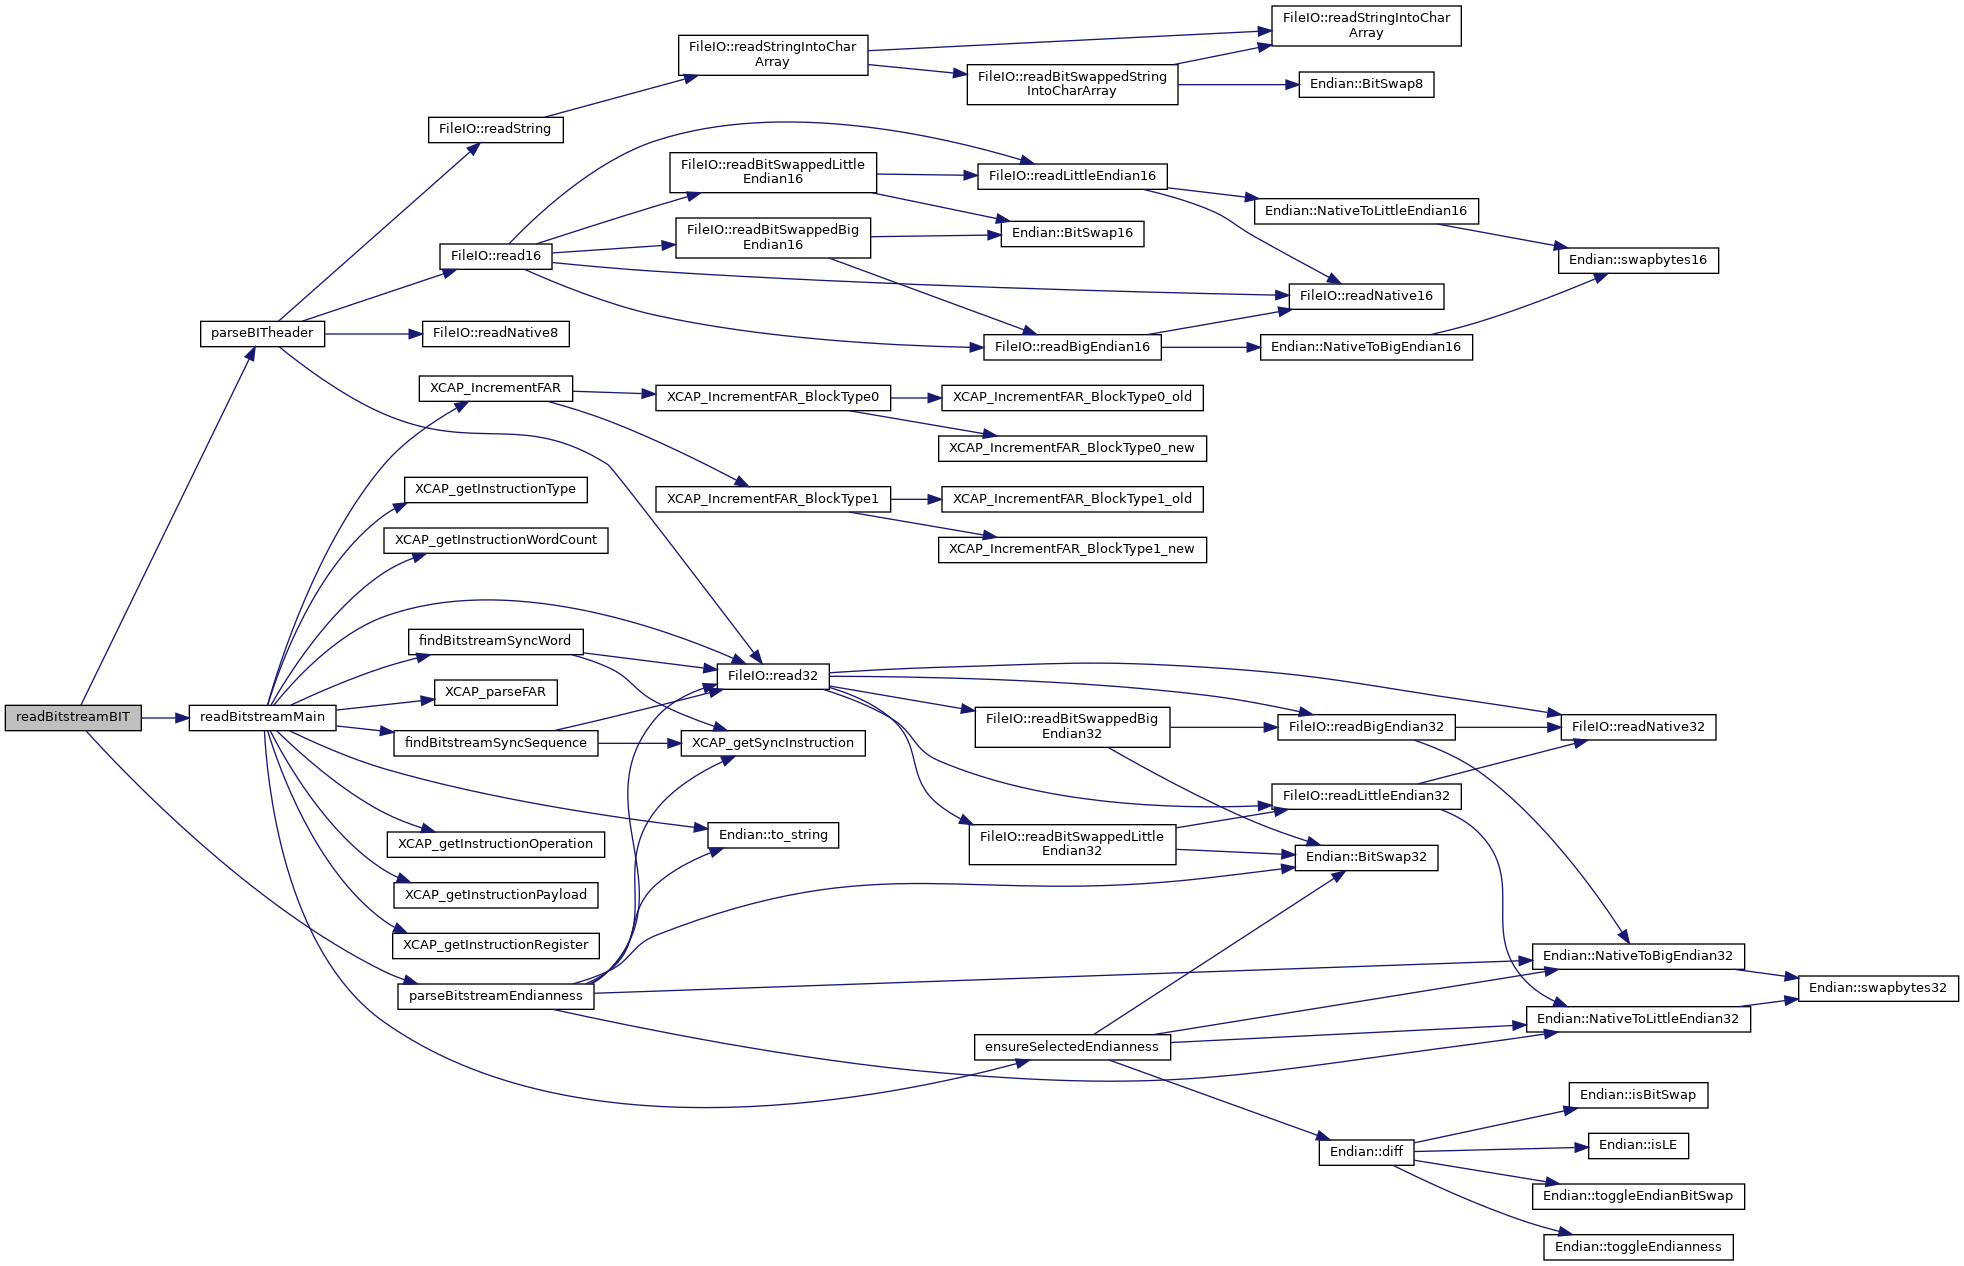 readBitstreamBIT
parseBITheader
readBitstreamMain
FileIO::readString
FileIO::read16
FileIO::readNative8
XCAP_IncrementFAR
XCAP_getInstructionType
XCAP_getInstructionWordCount
findBitstreamSyncWord
XCAP_parseFAR
findBitstreamSyncSequence
XCAP_getInstructionOperation
XCAP_getInstructionPayload
XCAP_getInstructionRegister
parseBitstreamEndianness
FileIO::readStringIntoChar
Array
FileIO::readBitSwappedLittle
Endian16
FileIO::readBitSwappedBig
Endian16
XCAP_IncrementFAR_BlockType0
XCAP_IncrementFAR_BlockType1
FileIO::read32
XCAP_getSyncInstruction
Endian::to_string
FileIO::readBitSwappedString
IntoCharArray
FileIO::readLittleEndian16
Endian::BitSwap16
FileIO::readBigEndian16
XCAP_IncrementFAR_BlockType0_old
XCAP_IncrementFAR_BlockType0_new
XCAP_IncrementFAR_BlockType1_old
XCAP_IncrementFAR_BlockType1_new
FileIO::readBitSwappedBig
Endian32
FileIO::readBitSwappedLittle
Endian32
ensureSelectedEndianness
FileIO::readStringIntoChar
Array
Endian::BitSwap8
Endian::NativeToLittleEndian16
FileIO::readNative16
Endian::NativeToBigEndian16
FileIO::readBigEndian32
FileIO::readLittleEndian32
Endian::BitSwap32
Endian::diff
Endian::swapbytes16
FileIO::readNative32
Endian::NativeToBigEndian32
Endian::NativeToLittleEndian32
Endian::isBitSwap
Endian::isLE
Endian::toggleEndianBitSwap
Endian::toggleEndianness
Endian::swapbytes32